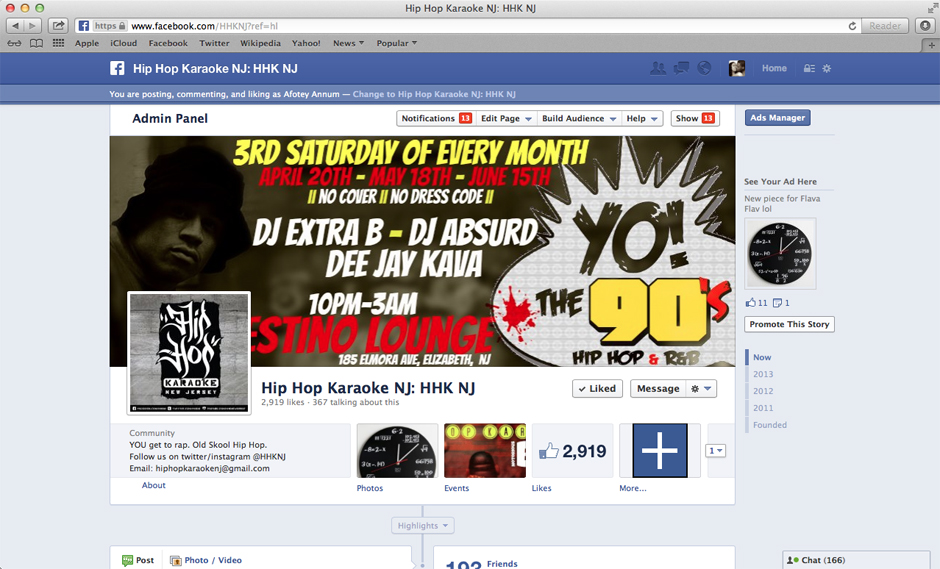 Hip Hop Karaoke NJ: HHK NJ
https www.facebook.com/HHKNJ?ref=hl
Reader
Apple iCloud Facebook Twitter Wikipedia Yahoo! News Popular
Hip Hop Karaoke NJ: HHK NJ
Home
You are posting, commenting, and liking as Afotey Annum — Change to Hip Hop Karaoke NJ: HHK NJ
Admin Panel
Notifications 13 Edit Page Build Audience Help Show 13
Ads Manager
3RD SATURDAY OF EVERY MONTH
APRIL 20TH - MAY 18TH - JUNE 15TH
|| NO COVER || NO DRESS CODE ||
DJ EXTRA B - DJ ABSURD
DEE JAY KAVA
10PM-3AM
ESTINO LOUNGE
185 ELMORA AVE, ELIZABETH, NJ
YO!
THE 90's
HIP HOP & R&B
HIP HOP
KARAOKE
NEW JERSEY
See Your Ad Here
New piece for Flava
Flav lol
11 1
Promote This Story
Now
2013
2012
2011
Founded
Hip Hop Karaoke NJ: HHK NJ
2,919 likes · 367 talking about this
Liked
Message
Community
YOU get to rap. Old Skool Hip Hop.
Follow us on twitter/instagram @HHKNJ
Email: hiphopkaraokenj@gmail.com
About
OP KAR
2,919
1
Photos
Events
Likes
More...
Highlights
Post Photo / Video
Friends
Chat (166)